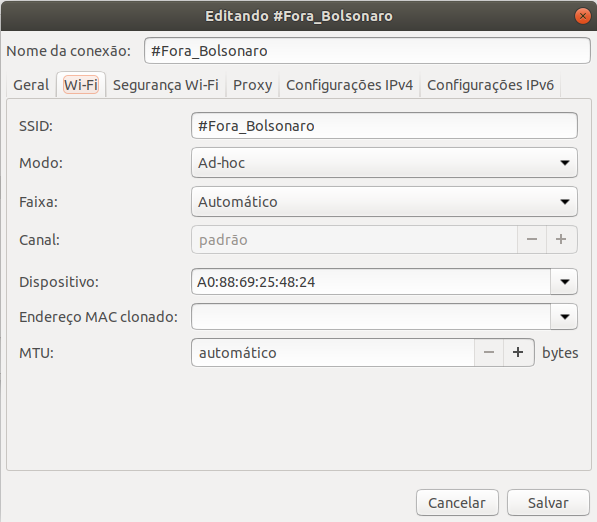 Editando #Fora_Bolsonaro
Nome da conexão: #Fora_Bolsonaro
Geral Wi-Fi Segurança Wi-Fi Proxy Configurações IPv4 Configurações IPv6
SSID: #Fora_Bolsonaro
Modo: Ad-hoc
Faixa: Automático
Canal: padrão
Dispositivo: A0:88:69:25:48:24
Endereço MAC clonado:
MTU: automático bytes
Cancelar Salvar